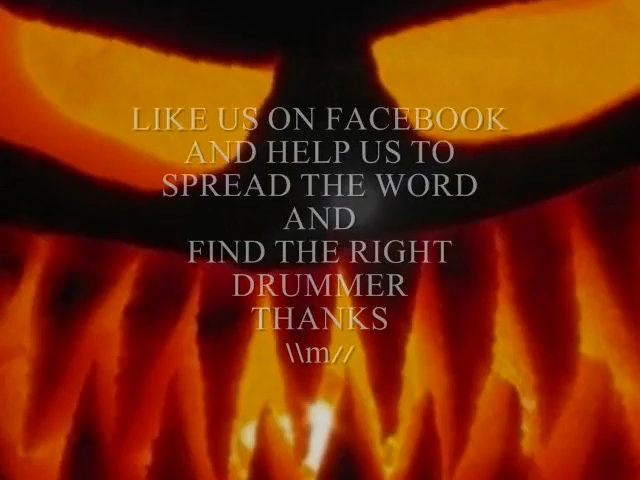 LIKE US ON FACEBOOK
AND HELP US TO
SPREAD THE WORD
AND
FIND THE RIGHT
DRUMMER
THANKS
\\m//